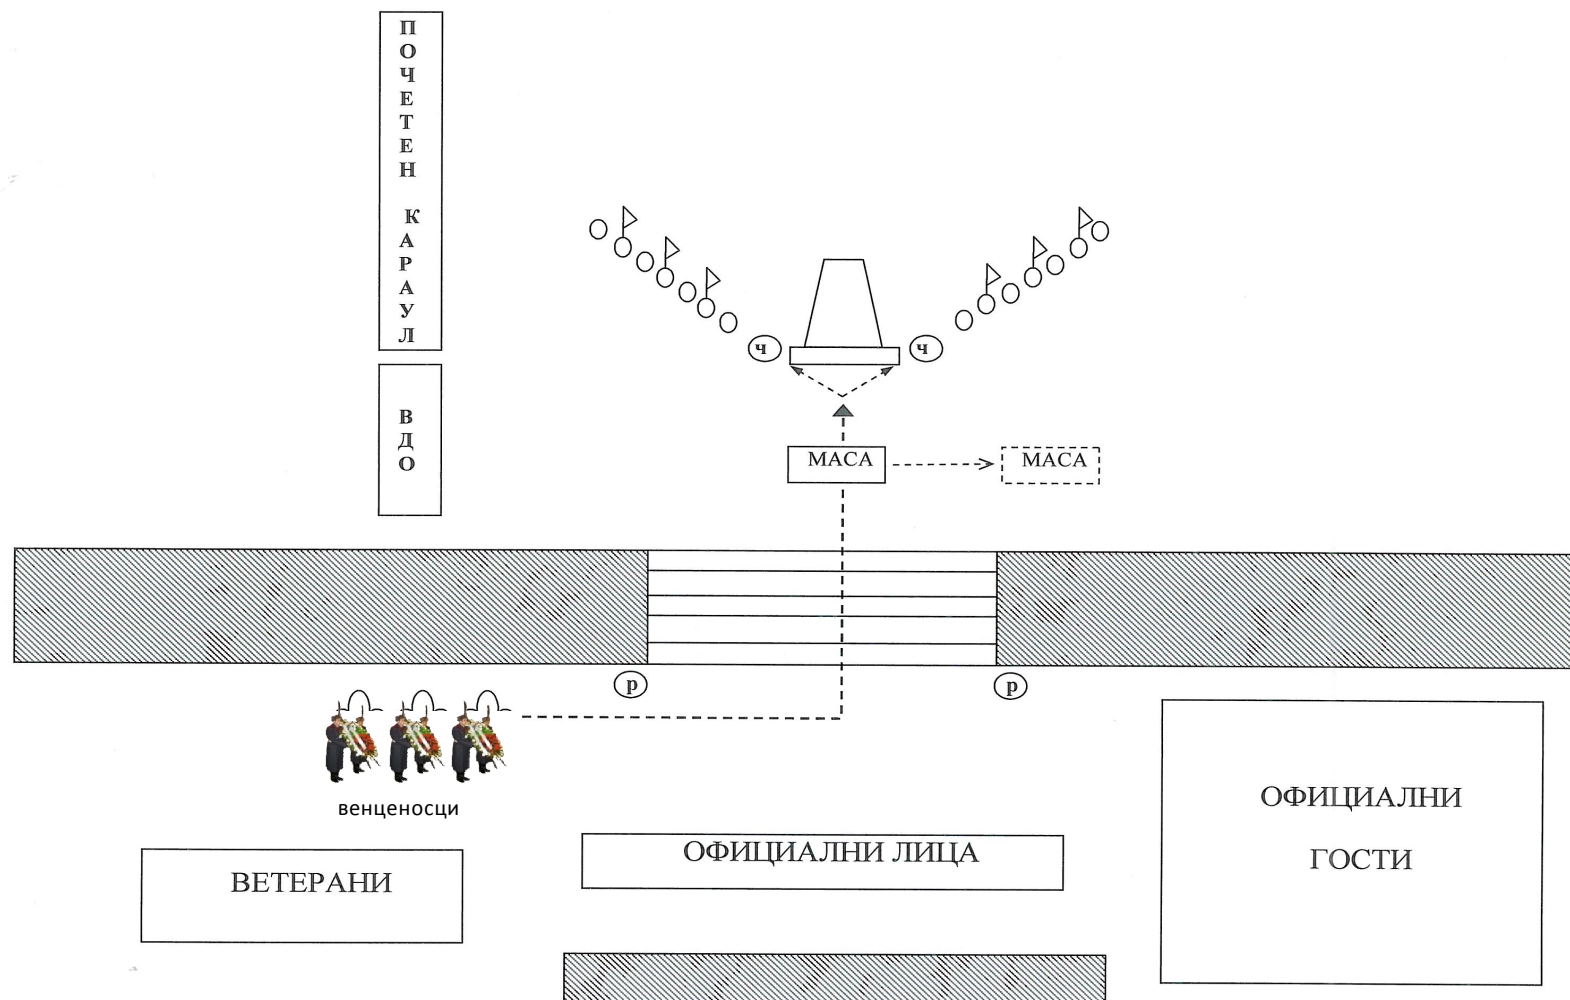 ПОЧЕТЕН КАРАУЛ
ВДО
Ч
Ч
МАСА
МАСА
р
р
венценосци
ОФИЦИАЛНИ ЛИЦА
ВЕТЕРАНИ
ОФИЦИАЛНИ
ГОСТИ